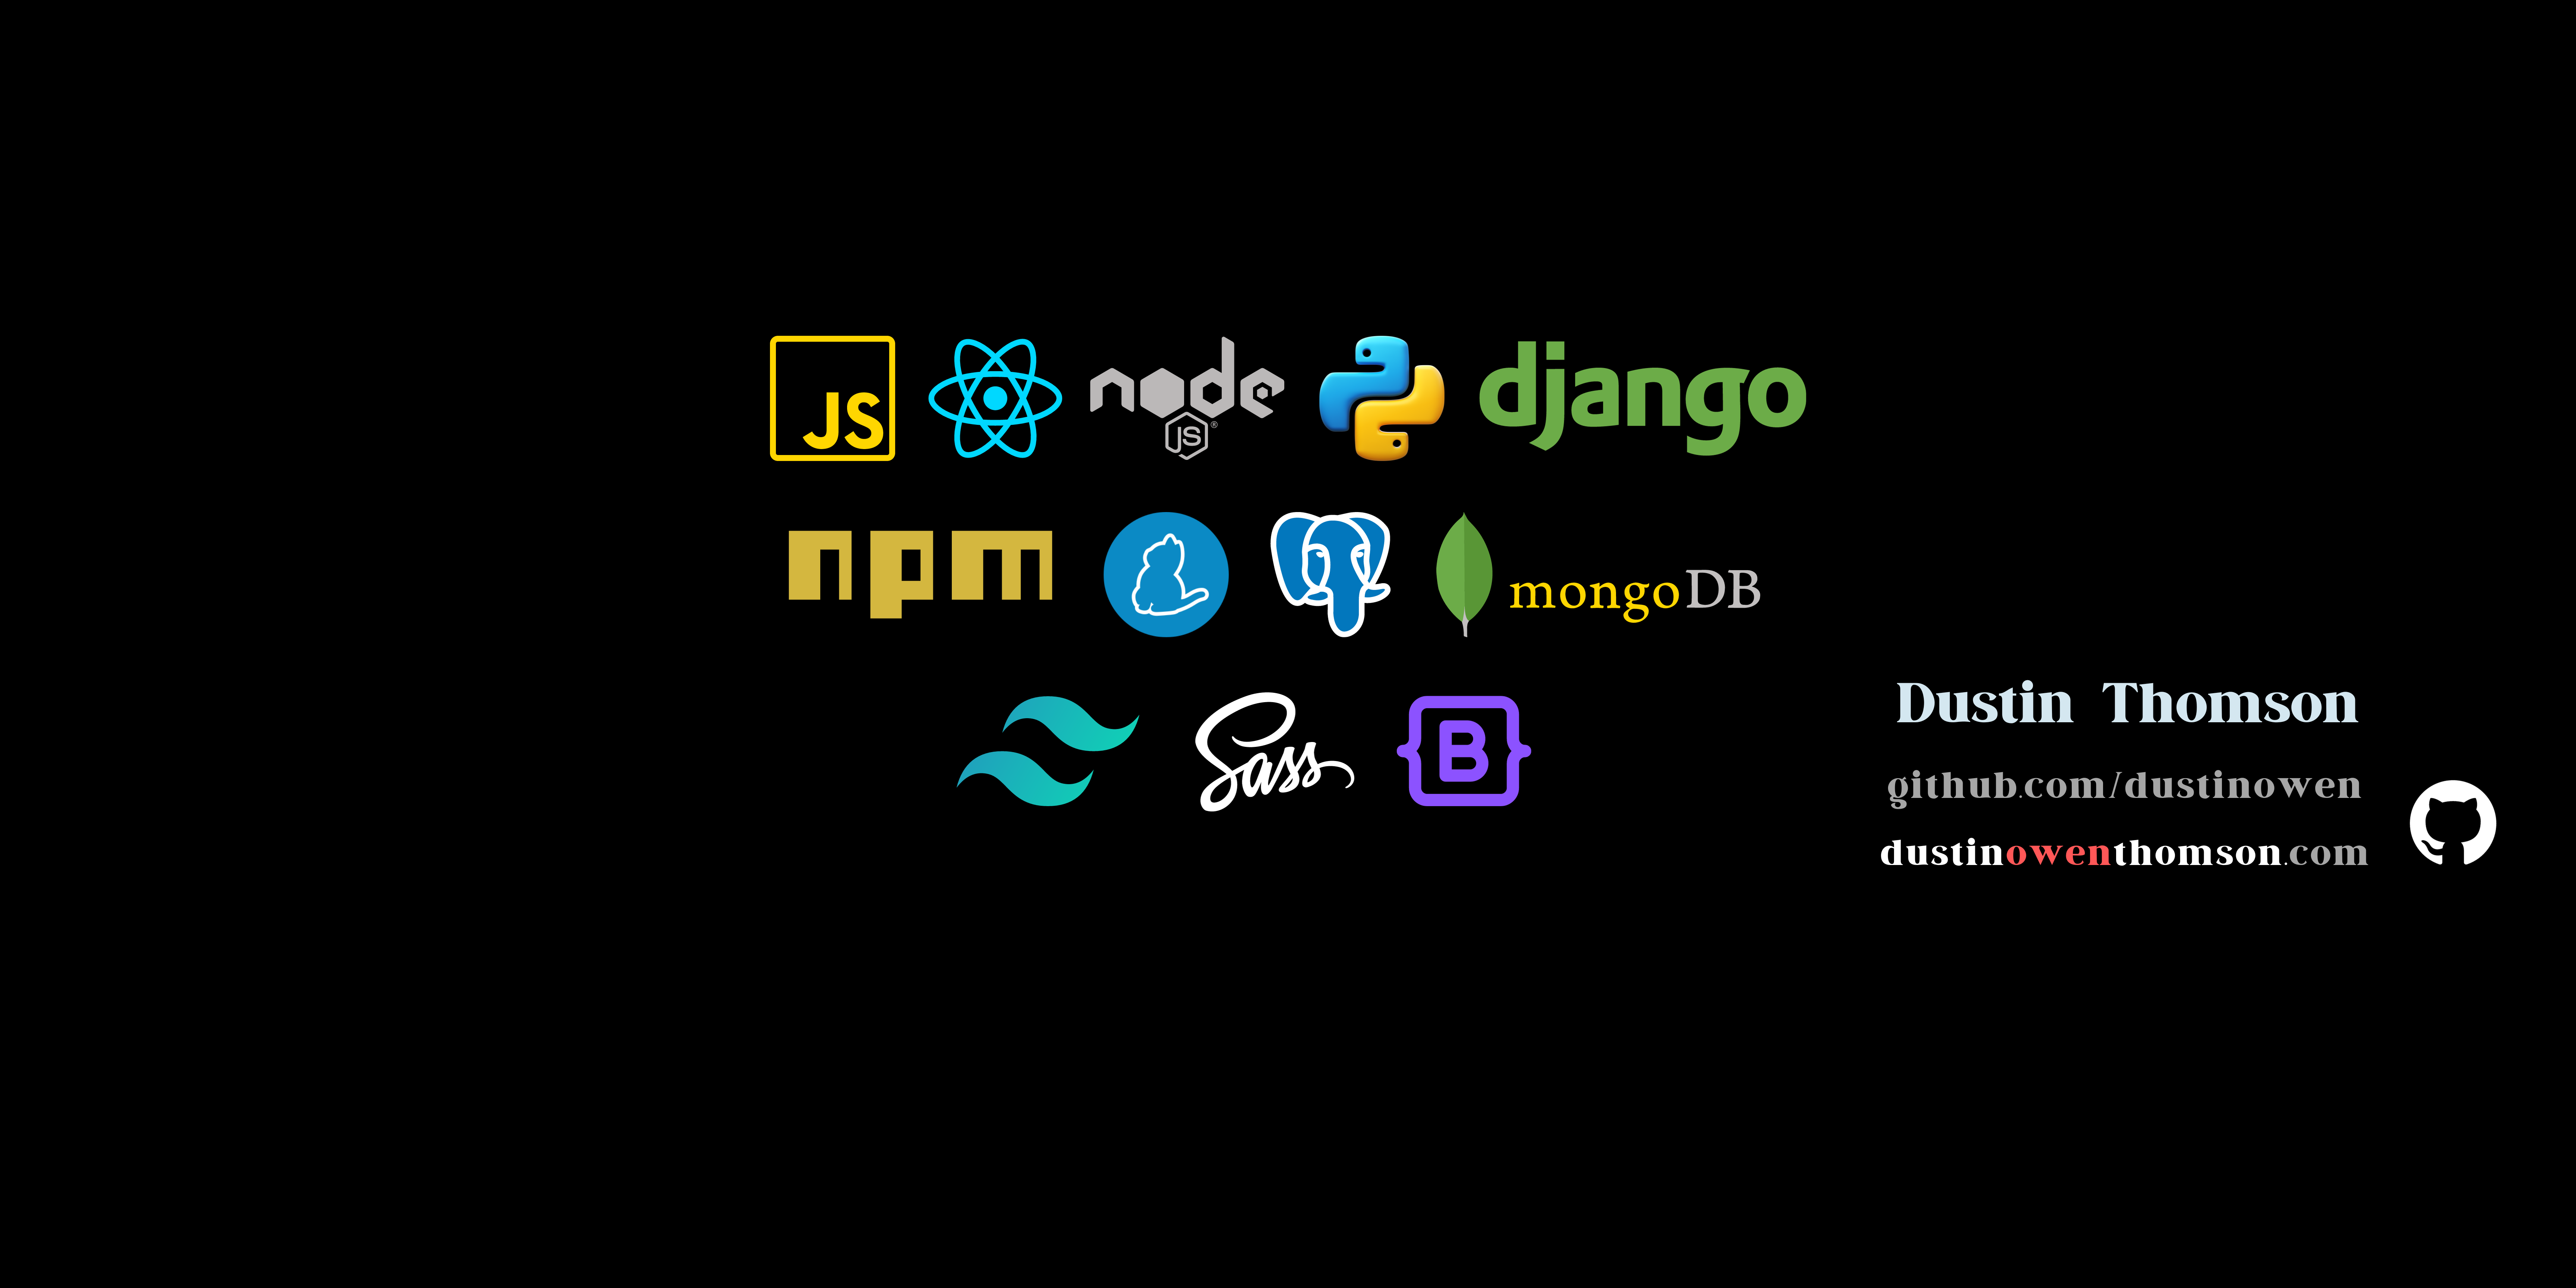 JS node JS ® django
npm mongoDB
Sass B
Dustin Thomson
github.com/dustinowen
dustinowenthomson.com